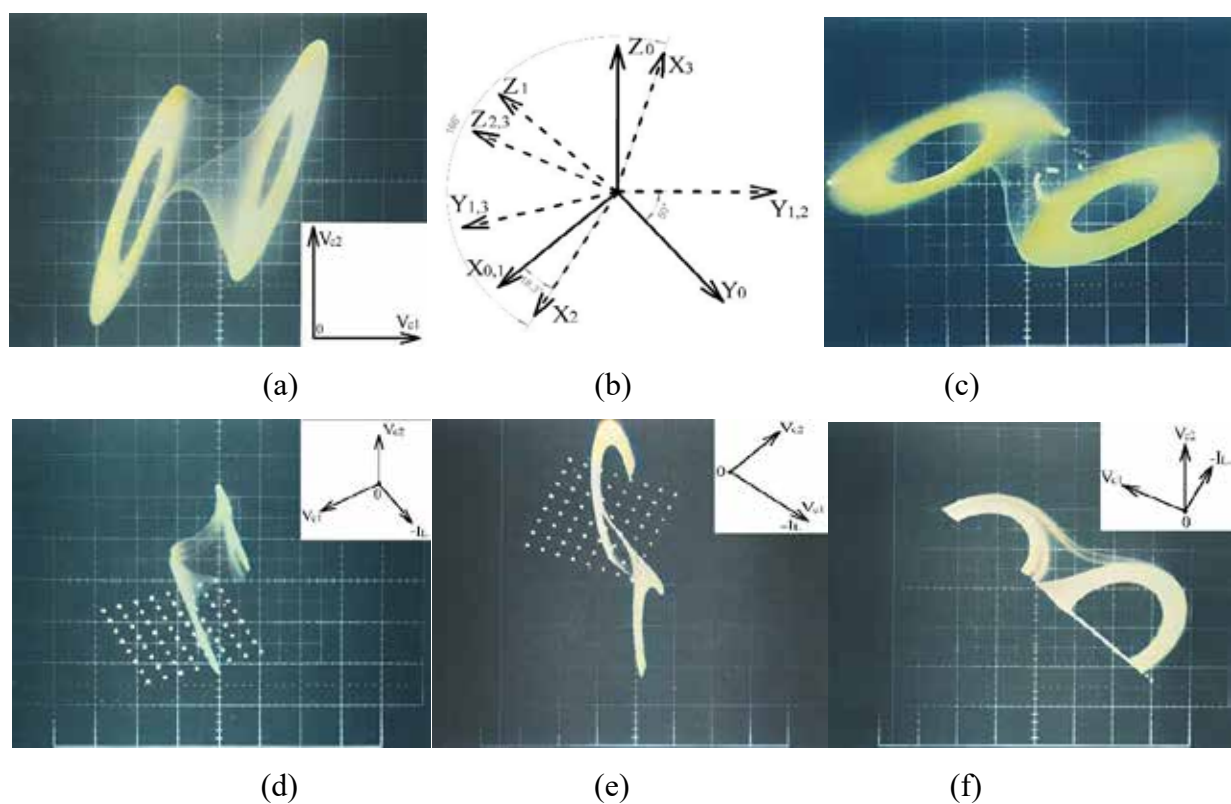 Vc2
0
Vc1
Z0
X3
Z1
Z2,3
Y1,3
Y1,2
X0,1
X2
Y0
(a)
(b)
(c)
Vc2
Vc1
0
-IL
Vc2
0
Vc1
-IL
Vc2
-IL
Vc1
0
(d)
(e)
(f)